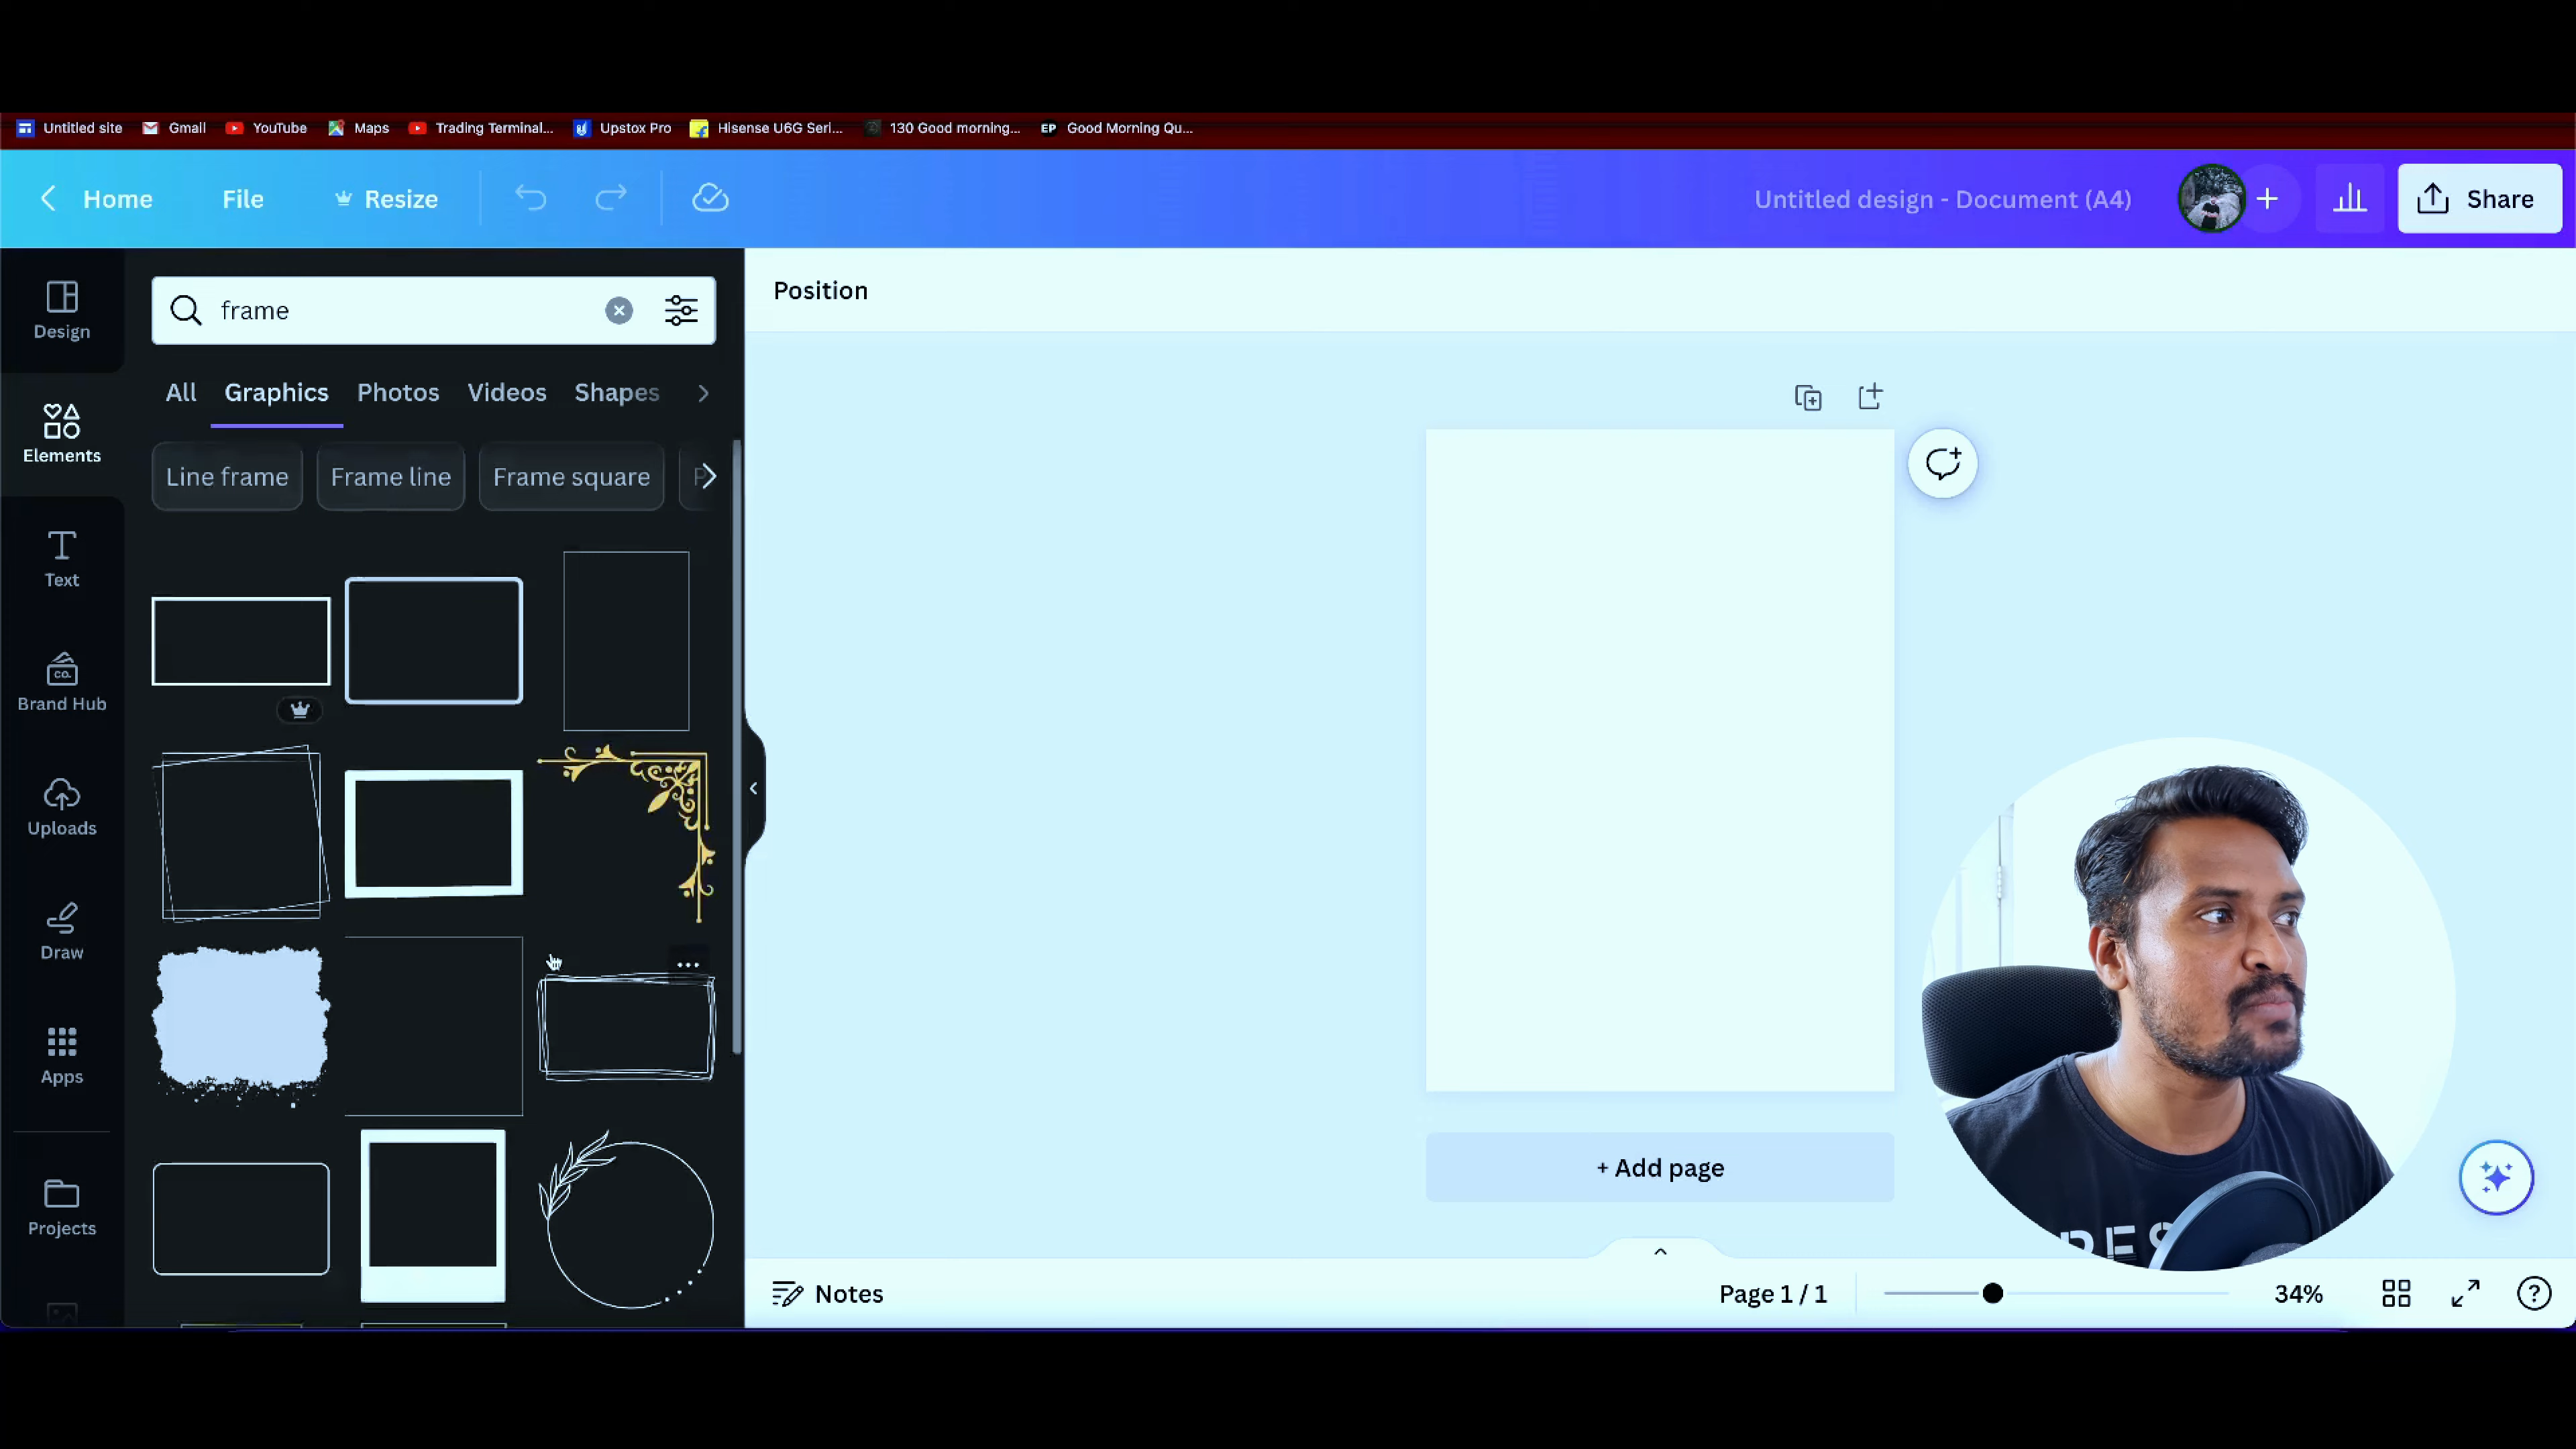 Untitled site Gmail YouTube Maps Trading Terminal... Upstox Pro Hisense U6G Seri... 130 Good morning... EP Good Morning Qu...
Home File Resize Untitled design - Document (A4) Share
Design
frame
Position
All Graphics Photos Videos Shapes
Elements
Line frame Frame line Frame square P
Text
CO.
Brand Hub
Uploads
Draw
Apps
+ Add page
Projects
Notes Page 1 / 1 34% ?